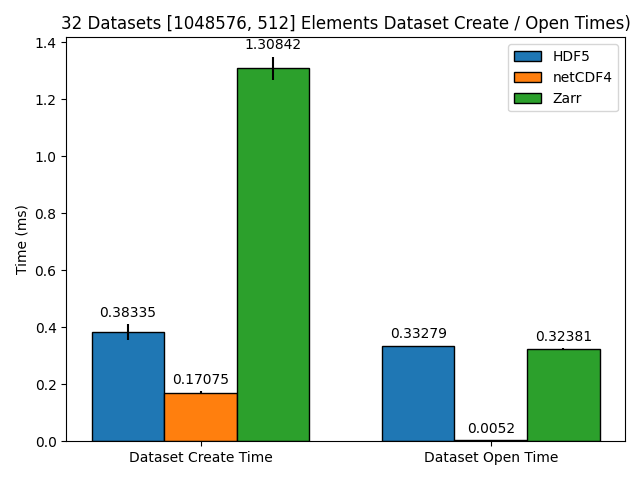 32 Datasets [1048576, 512] Elements Dataset Create / Open Times)
1.4
1.2
1.0
0.8
0.6
0.4
0.2
0.0
Time (ms)
HDF5
netCDF4
Zarr
0.38335
0.17075
1.30842
0.33279
0.0052
0.32381
Dataset Create Time
Dataset Open Time